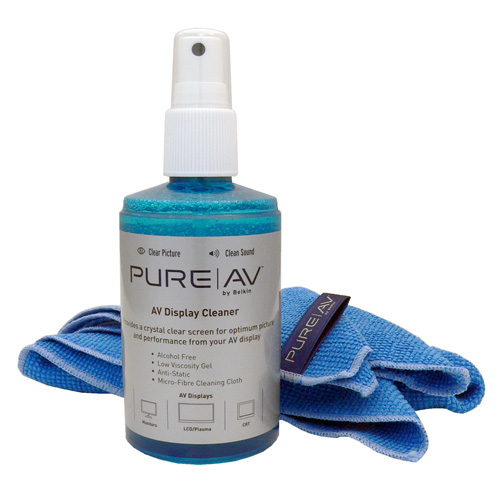 Clear Picture
Clean Sound
PURE|AV™
by Belkin
AV Display Cleaner
a crystal clear screen for optimum picture
and performance from your AV display
• Alcohol Free
• Low Viscosity Gel
• Anti-Static
• Micro-Fibre Cleaning Cloth
AV Displays
Monitors
LCD/Plasma
CRT
PURE|AV